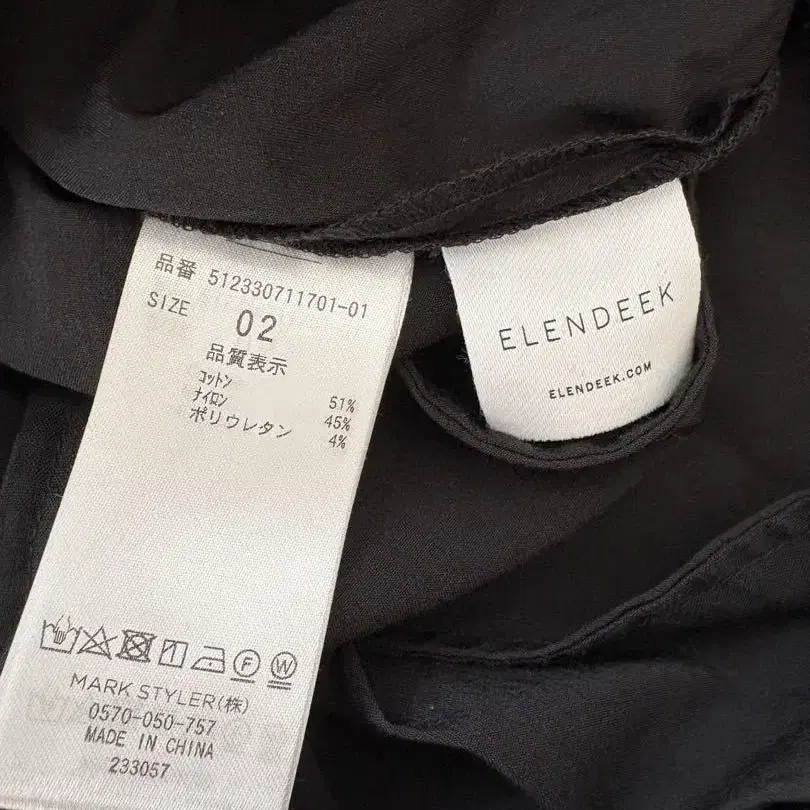 品番 512330711701-01
SIZE 02
品質表示
コットン 51%
ナイロン 45%
ポリウレタン 4%
F W
MARK STYLER(株)
0570-050-757
MADE IN CHINA
233057
ELENDEEK
ELENDEEK.COM